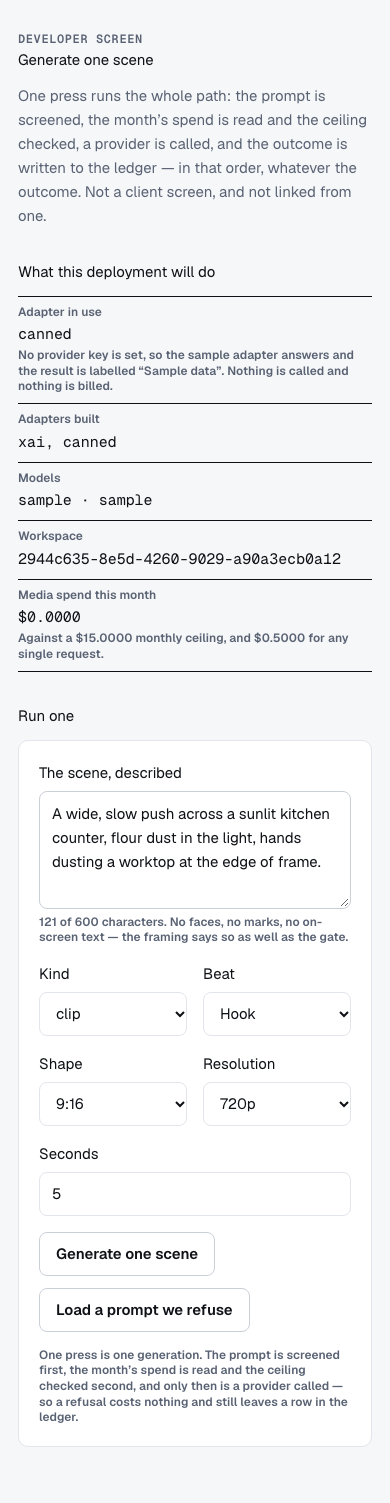 DEVELOPER SCREEN
Generate one scene
One press runs the whole path: the prompt is
screened, the month's spend is read and the ceiling
checked, a provider is called, and the outcome is
written to the ledger — in that order, whatever the
outcome. Not a client screen, and not linked from
one.
What this deployment will do
Adapter in use
canned
No provider key is set, so the sample adapter answers and
the result is labelled “Sample data”. Nothing is called and
nothing is billed.
Adapters built
xai, canned
Models
sample · sample
Workspace
2944c635-8e5d-4260-9029-a90a3ecb0a12
Media spend this month
$0.0000
Against a $15.0000 monthly ceiling, and $0.5000 for any
single request.
Run one
The scene, described
A wide, slow push across a sunlit kitchen
counter, flour dust in the light, hands
dusting a worktop at the edge of frame.
121 of 600 characters. No faces, no marks, no on-
screen text — the framing says so as well as the gate.
Kind
Beat
clip
Hook
Shape
Resolution
9:16
720p
Seconds
5
Generate one scene
Load a prompt we refuse
One press is one generation. The prompt is screened
first, the month's spend is read and the ceiling
checked second, and only then is a provider called —
so a refusal costs nothing and still leaves a row in the
ledger.